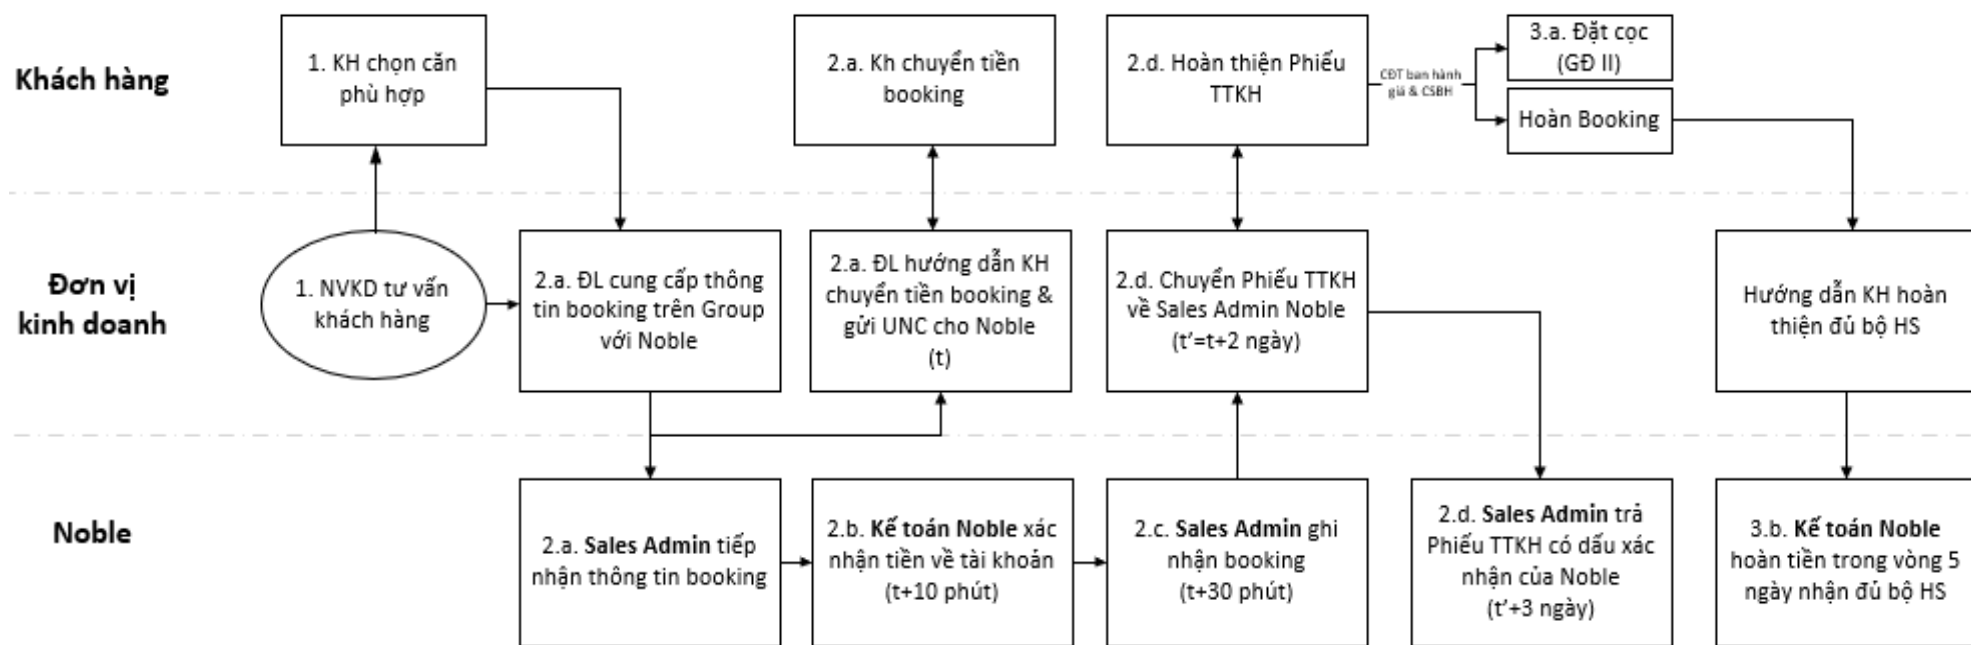 Khách hàng
1. KH chọn căn
phù hợp
2.a. Kh chuyển tiền
booking
2.d. Hoàn thiện Phiếu
TTKH
CĐT ban hành
giá & CSBH
3.a. Đặt cọc
(GĐ II)
Hoàn Booking
Đơn vị
kinh doanh
1. NVKD tư vấn
khách hàng
2.a. ĐL cung cấp thông
tin booking trên Group
với Noble
2.a. ĐL hướng dẫn KH
chuyển tiền booking &
gửi UNC cho Noble
(t)
2.d. Chuyển Phiếu TTKH
về Sales Admin Noble
(t’=t+2 ngày)
Hướng dẫn KH hoàn
thiện đủ bộ HS
Noble
2.a. Sales Admin tiếp
nhận thông tin booking
2.b. Kế toán Noble xác
nhận tiền về tài khoản
(t+10 phút)
2.c. Sales Admin ghi
nhận booking
(t+30 phút)
2.d. Sales Admin trả
Phiếu TTKH có dấu xác
nhận của Noble
(t’+3 ngày)
3.b. Kế toán Noble
hoàn tiền trong vòng 5
ngày nhận đủ bộ HS